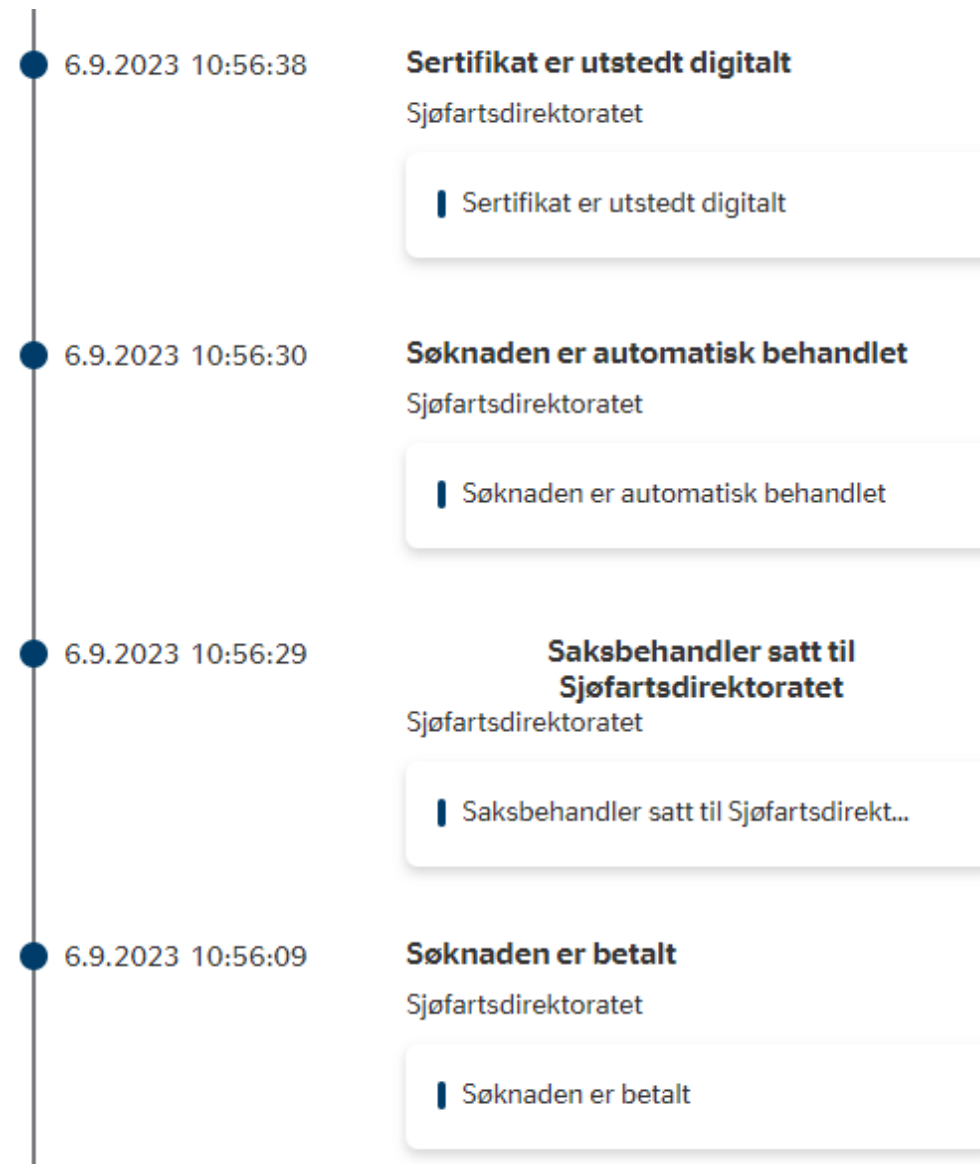 6.9.2023 10:56:38
Sertifikat er utstedt digitalt
Sjøfartsdirektoratet
Sertifikat er utstedt digitalt
6.9.2023 10:56:30
Søknaden er automatisk behandlet
Sjøfartsdirektoratet
Søknaden er automatisk behandlet
6.9.2023 10:56:29
Saksbehandler satt til
Sjøfartsdirektoratet
Sjøfartsdirektoratet
Saksbehandler satt til Sjøfartsdirekt...
6.9.2023 10:56:09
Søknaden er betalt
Sjøfartsdirektoratet
Søknaden er betalt